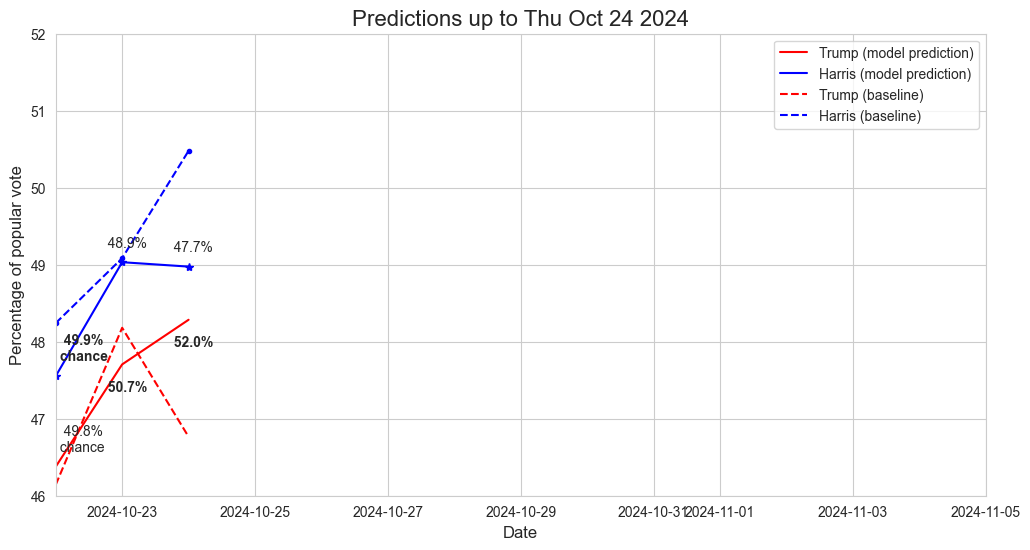 Predictions up to Thu Oct 24 2024
52
51
50
49
48
47
46
Percentage of popular vote
Trump (model prediction)
Harris (model prediction)
Trump (baseline)
Harris (baseline)
48.9%
47.7%
49.9%
chance
52.0%
50.7%
49.8%
chance
2024-10-23
2024-10-25
2024-10-27
2024-10-29
2024-10-31
2024-11-01
2024-11-03
2024-11-05
Date